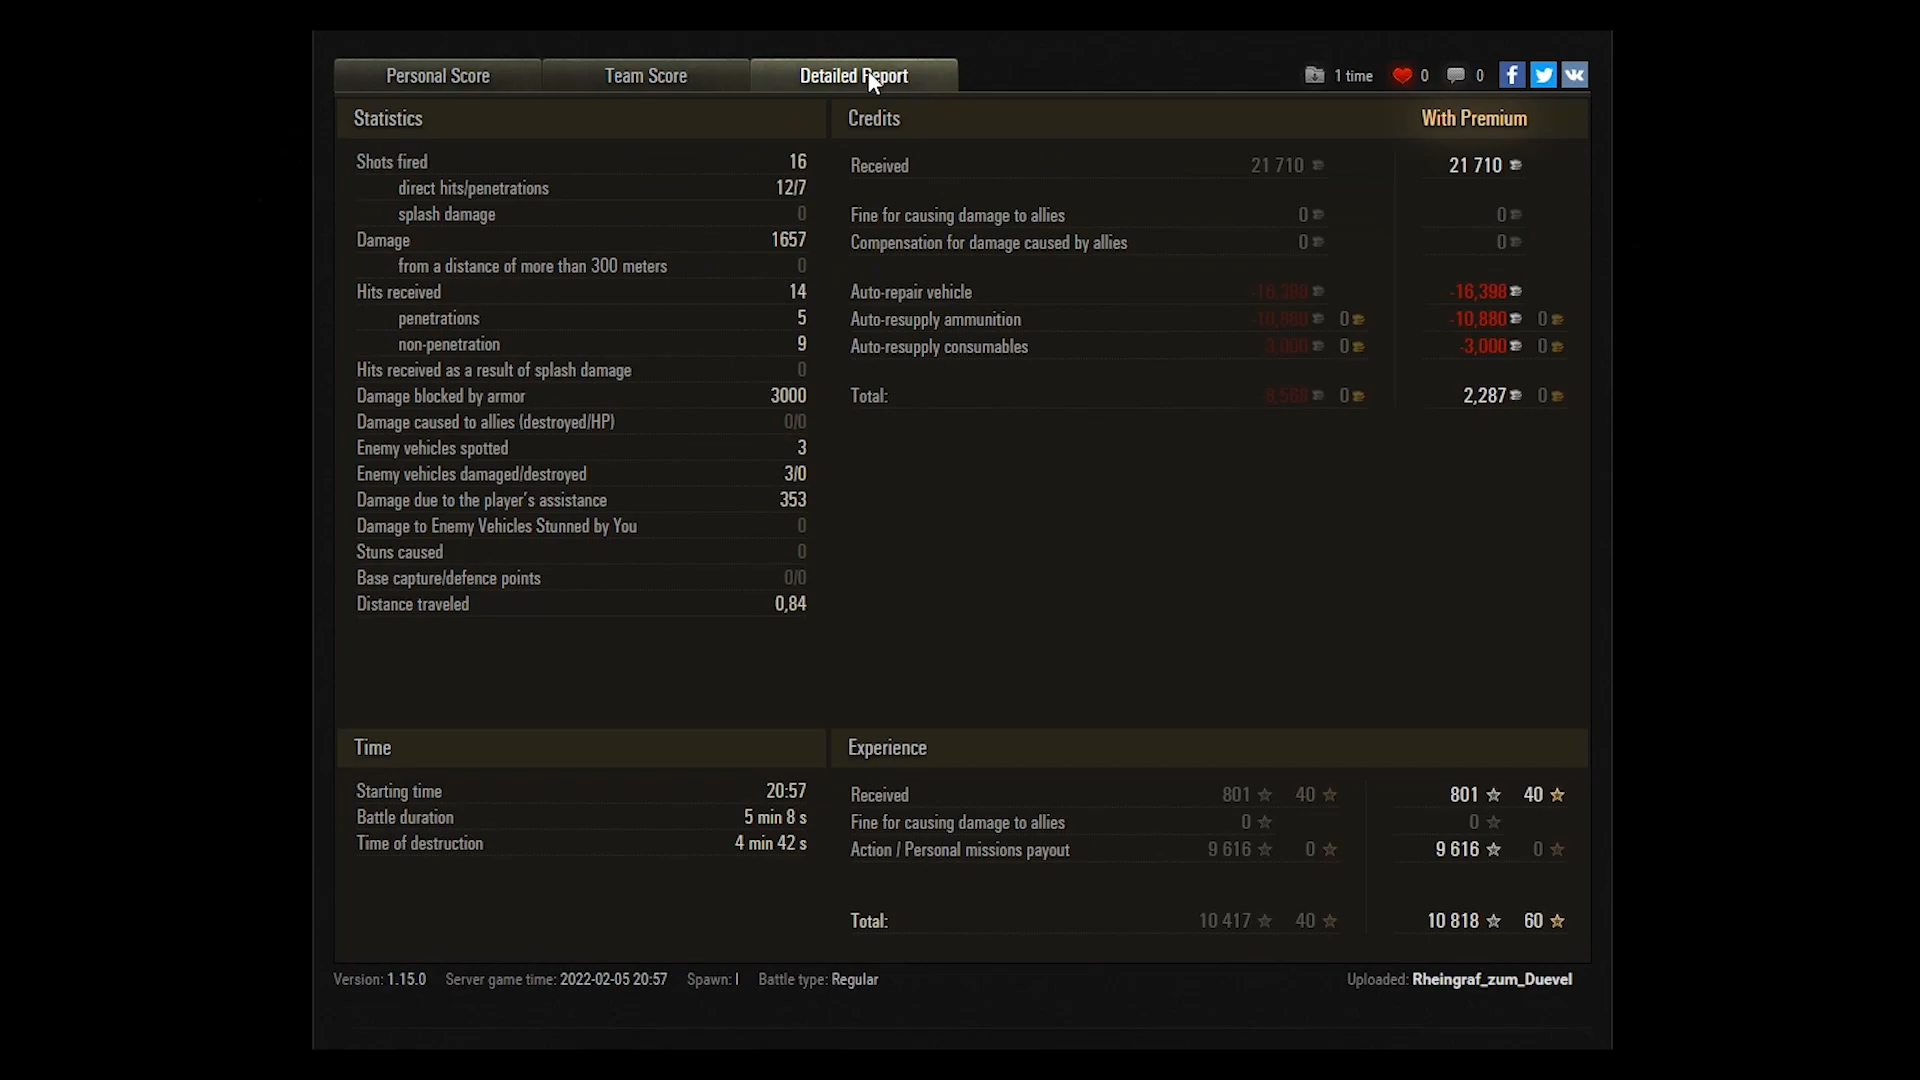 Personal Score Team Score Detailed Report 1 time 0 0
Statistics
Shots fired 16
direct hits/penetrations 12/7
splash damage 0
Damage 1657
from a distance of more than 300 meters 0
Hits received 14
penetrations 5
non-penetration 9
Hits received as a result of splash damage 0
Damage blocked by armor 3000
Damage caused to allies (destroyed/HP) 0/0
Enemy vehicles spotted 3
Enemy vehicles damaged/destroyed 3/0
Damage due to the player's assistance 353
Damage to Enemy Vehicles Stunned by You 0
Stuns caused 0
Base capture/defence points 0/0
Distance traveled 0,84
Credits With Premium
Received 21 710 21 710
Fine for causing damage to allies 0 0
Compensation for damage caused by allies 0 0
Auto-repair vehicle -16,398
Auto-resupply ammunition -10,880 0 -10,880 0
Auto-resupply consumables 0 -3,000 0
Total: 0 2,287 0
Time
Starting time 20:57
Battle duration 5 min 8 s
Time of destruction 4 min 42 s
Experience
Received 801 40 801 40
Fine for causing damage to allies 0 0
Action / Personal missions payout 9 616 0 9 616 0
Total: 10 417 40 10 818 60
Version: 1.15.0 Server game time: 2022-02-05 20:57 Spawn: I Battle type: Regular Uploaded: Rheingraf_zum_Duevel